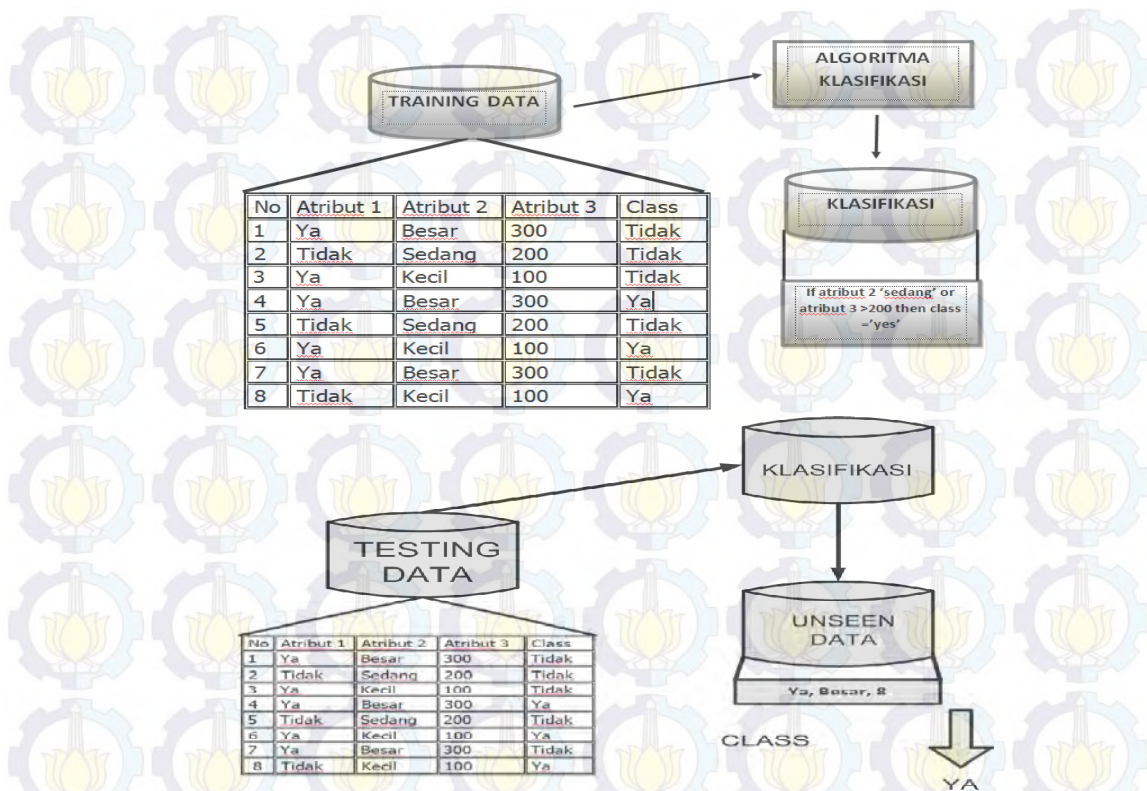 TRAINING DATA
ALGORITMA
KLASIFIKASI
KLASIFIKASI
If atribut 2 ‘sedang’ or
atribut 3 >200 then class
=’yes’
No Atribut 1 Atribut 2 Atribut 3 Class
1 Ya Besar 300 Tidak
2 Tidak Sedang 200 Tidak
3 Ya Kecil 100 Tidak
4 Ya Besar 300 Ya
5 Tidak Sedang 200 Tidak
6 Ya Kecil 100 Ya
7 Ya Besar 300 Tidak
8 Tidak Kecil 100 Ya
KLASIFIKASI
TESTING
DATA
UNSEEN
DATA
Ya, Besar, 8
CLASS
YA
No Atribut 1 Atribut 2 Atribut 3 Class
1 Ya Besar 300 Tidak
2 Tidak Sedang 200 Tidak
3 Ya Kecil 100 Tidak
4 Ya Besar 300 Ya
5 Tidak Sedang 200 Tidak
6 Ya Kecil 100 Ya
7 Ya Besar 300 Tidak
8 Tidak Kecil 100 Ya